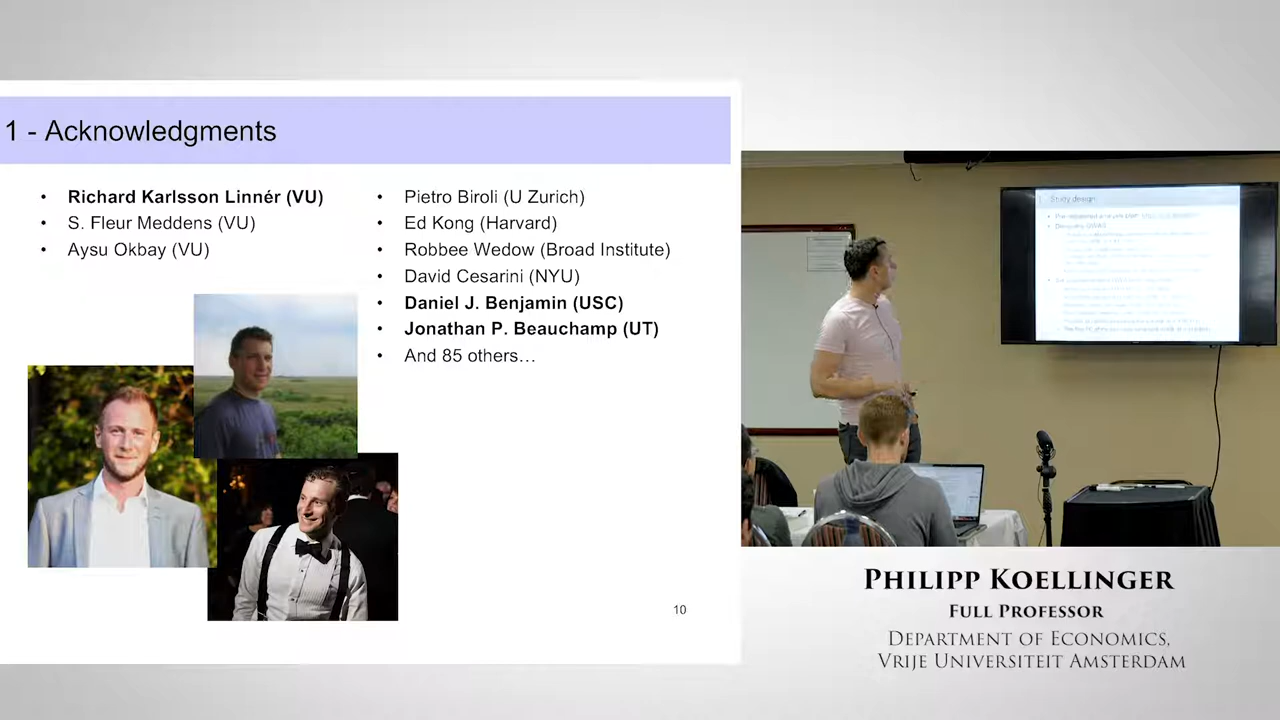 1 - Acknowledgments
• Richard Karlsson Linnér (VU)
• S. Fleur Meddens (VU)
• Aysu Okbay (VU)
• Pietro Biroli (U Zurich)
• Ed Kong (Harvard)
• Robbee Wedow (Broad Institute)
• David Cesarini (NYU)
• Daniel J. Benjamin (USC)
• Jonathan P. Beauchamp (UT)
• And 85 others…
10
Study design
PHILIPP KOELLINGER
FULL PROFESSOR
DEPARTMENT OF ECONOMICS,
VRIJE UNIVERSITEIT AMSTERDAM